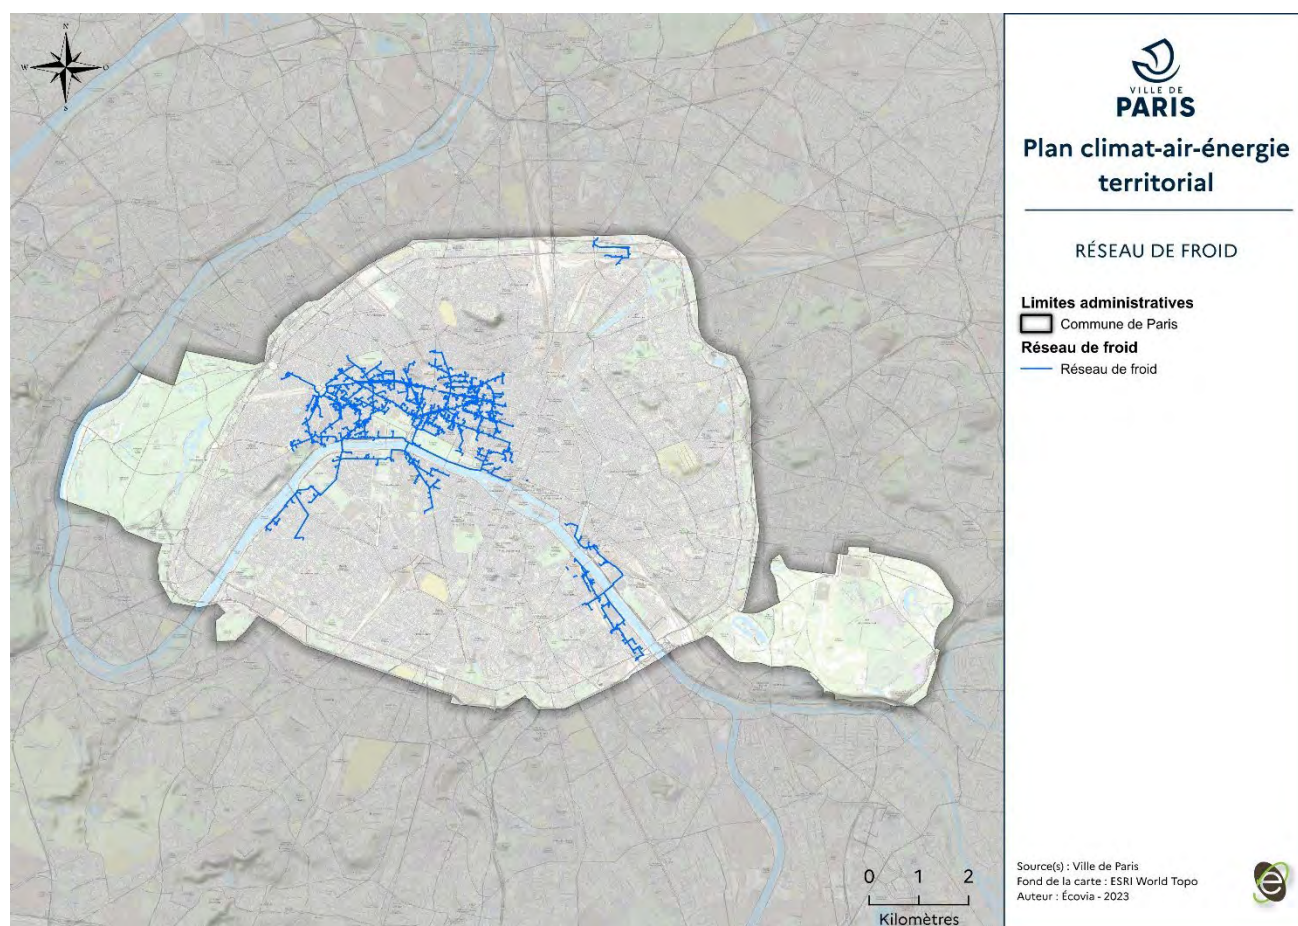 N
W
O
S
VILLE DE
PARIS
Plan climat-air-énergie
territorial
RÉSEAU DE FROID
Limites administratives
Commune de Paris
Réseau de froid
Réseau de froid
0 1 2
Kilomètres
Source(s) : Ville de Paris
Fond de la carte : ESRI World Topo
Auteur : Écovia - 2023